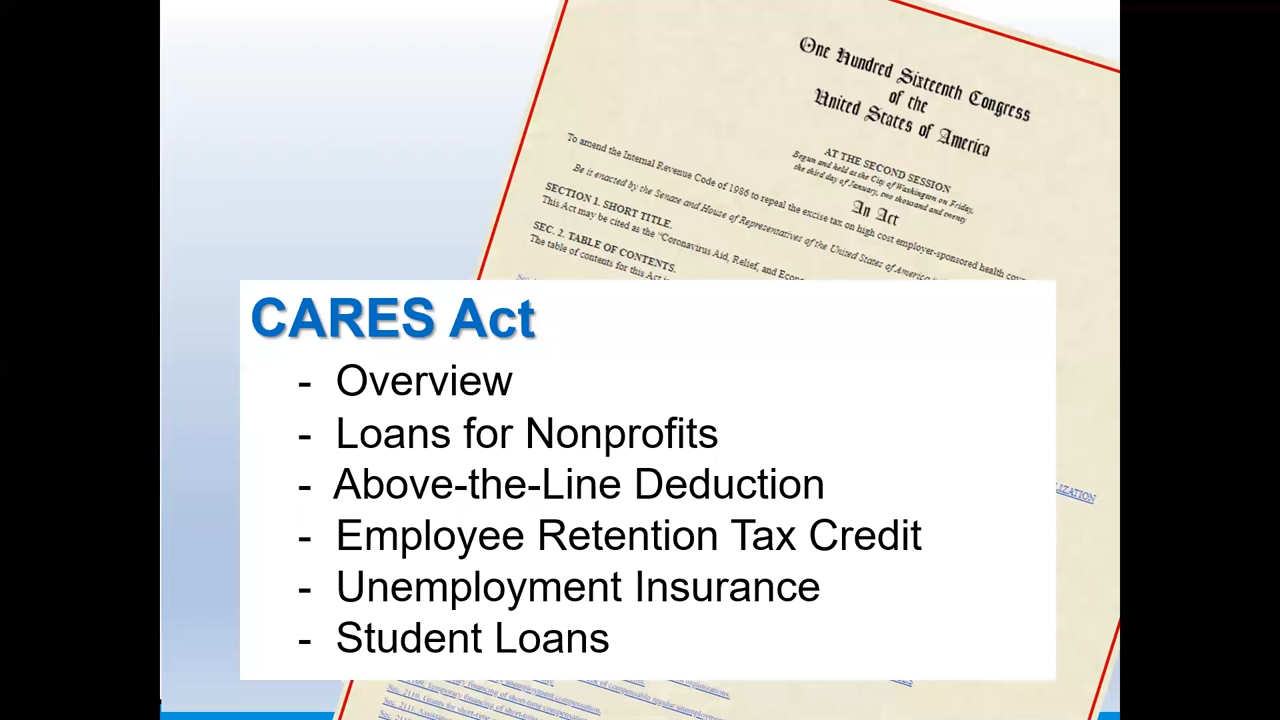 One Hundred Sixteenth Congress
of the
United States of America
AT THE SECOND SESSION
Begun and held at the City of Washington on Friday,
the third day of January, two thousand and twenty
An Act
To amend the Internal Revenue Code of 1986 to repeal the excise tax on high cost employer-sponsored health
Be it enacted by the Senate and House of Representatives of the United States of America
SECTION 1. SHORT TITLE.
This Act may be cited as the “Coronavirus Aid, Relief, and
SEC. 2. TABLE OF CONTENTS.
The table of contents for this Act
CARES Act
- Overview
- Loans for Nonprofits
- Above-the-Line Deduction
- Employee Retention Tax Credit
- Unemployment Insurance
- Student Loans